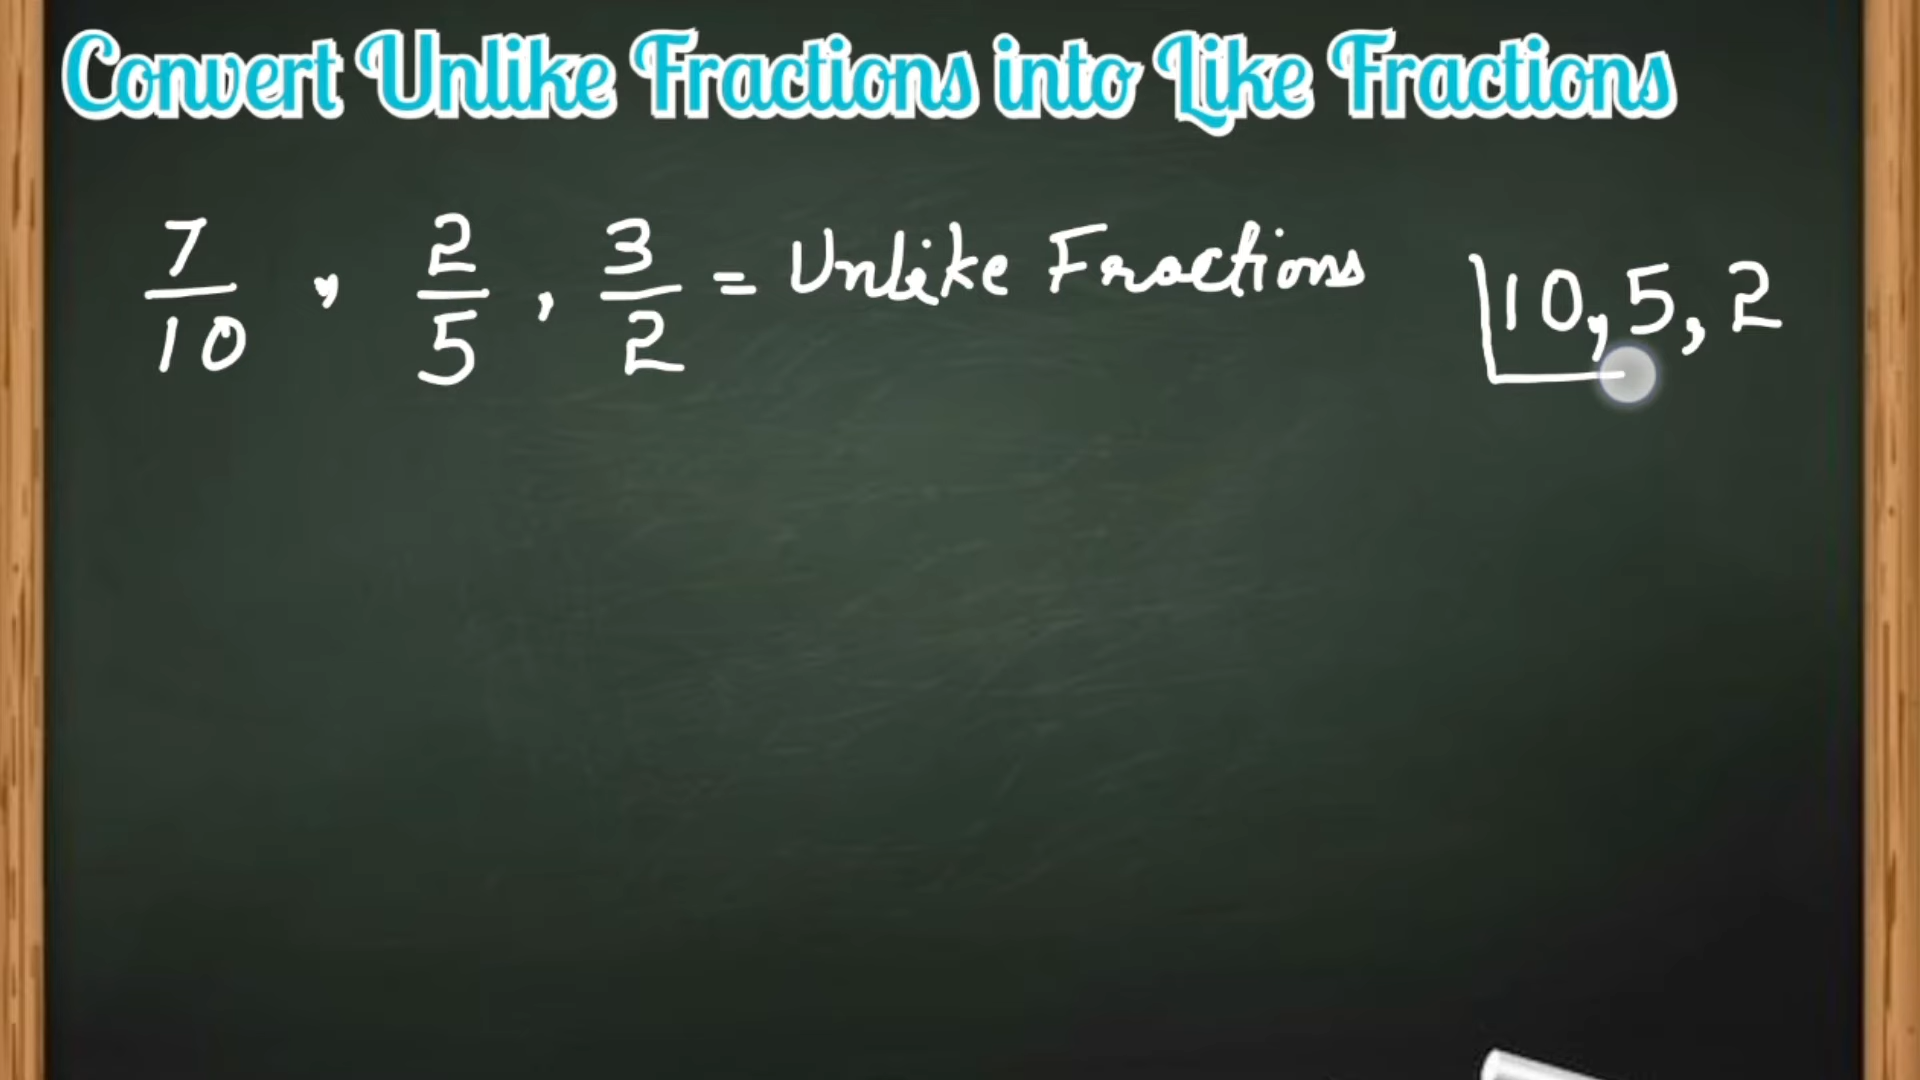 Convert Unlike Fractions into Like Fractions
7/10 , 2/5 , 3/2 = Unlike Fractions
10, 5, 2